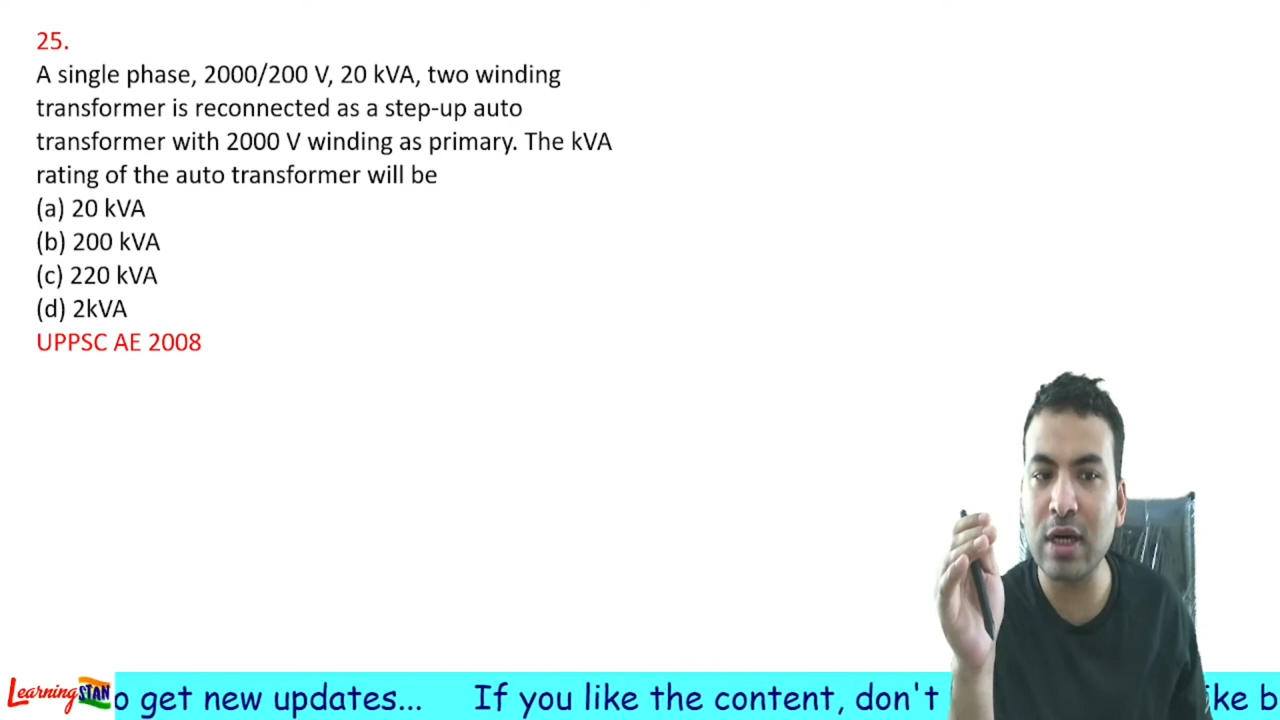 25.
A single phase, 2000/200 V, 20 kVA, two winding
transformer is reconnected as a step-up auto
transformer with 2000 V winding as primary. The kVA
rating of the auto transformer will be
(a) 20 kVA
(b) 200 kVA
(c) 220 kVA
(d) 2kVA
UPPSC AE 2008
LearningSTAN
o get new updates... If you like the content, don't